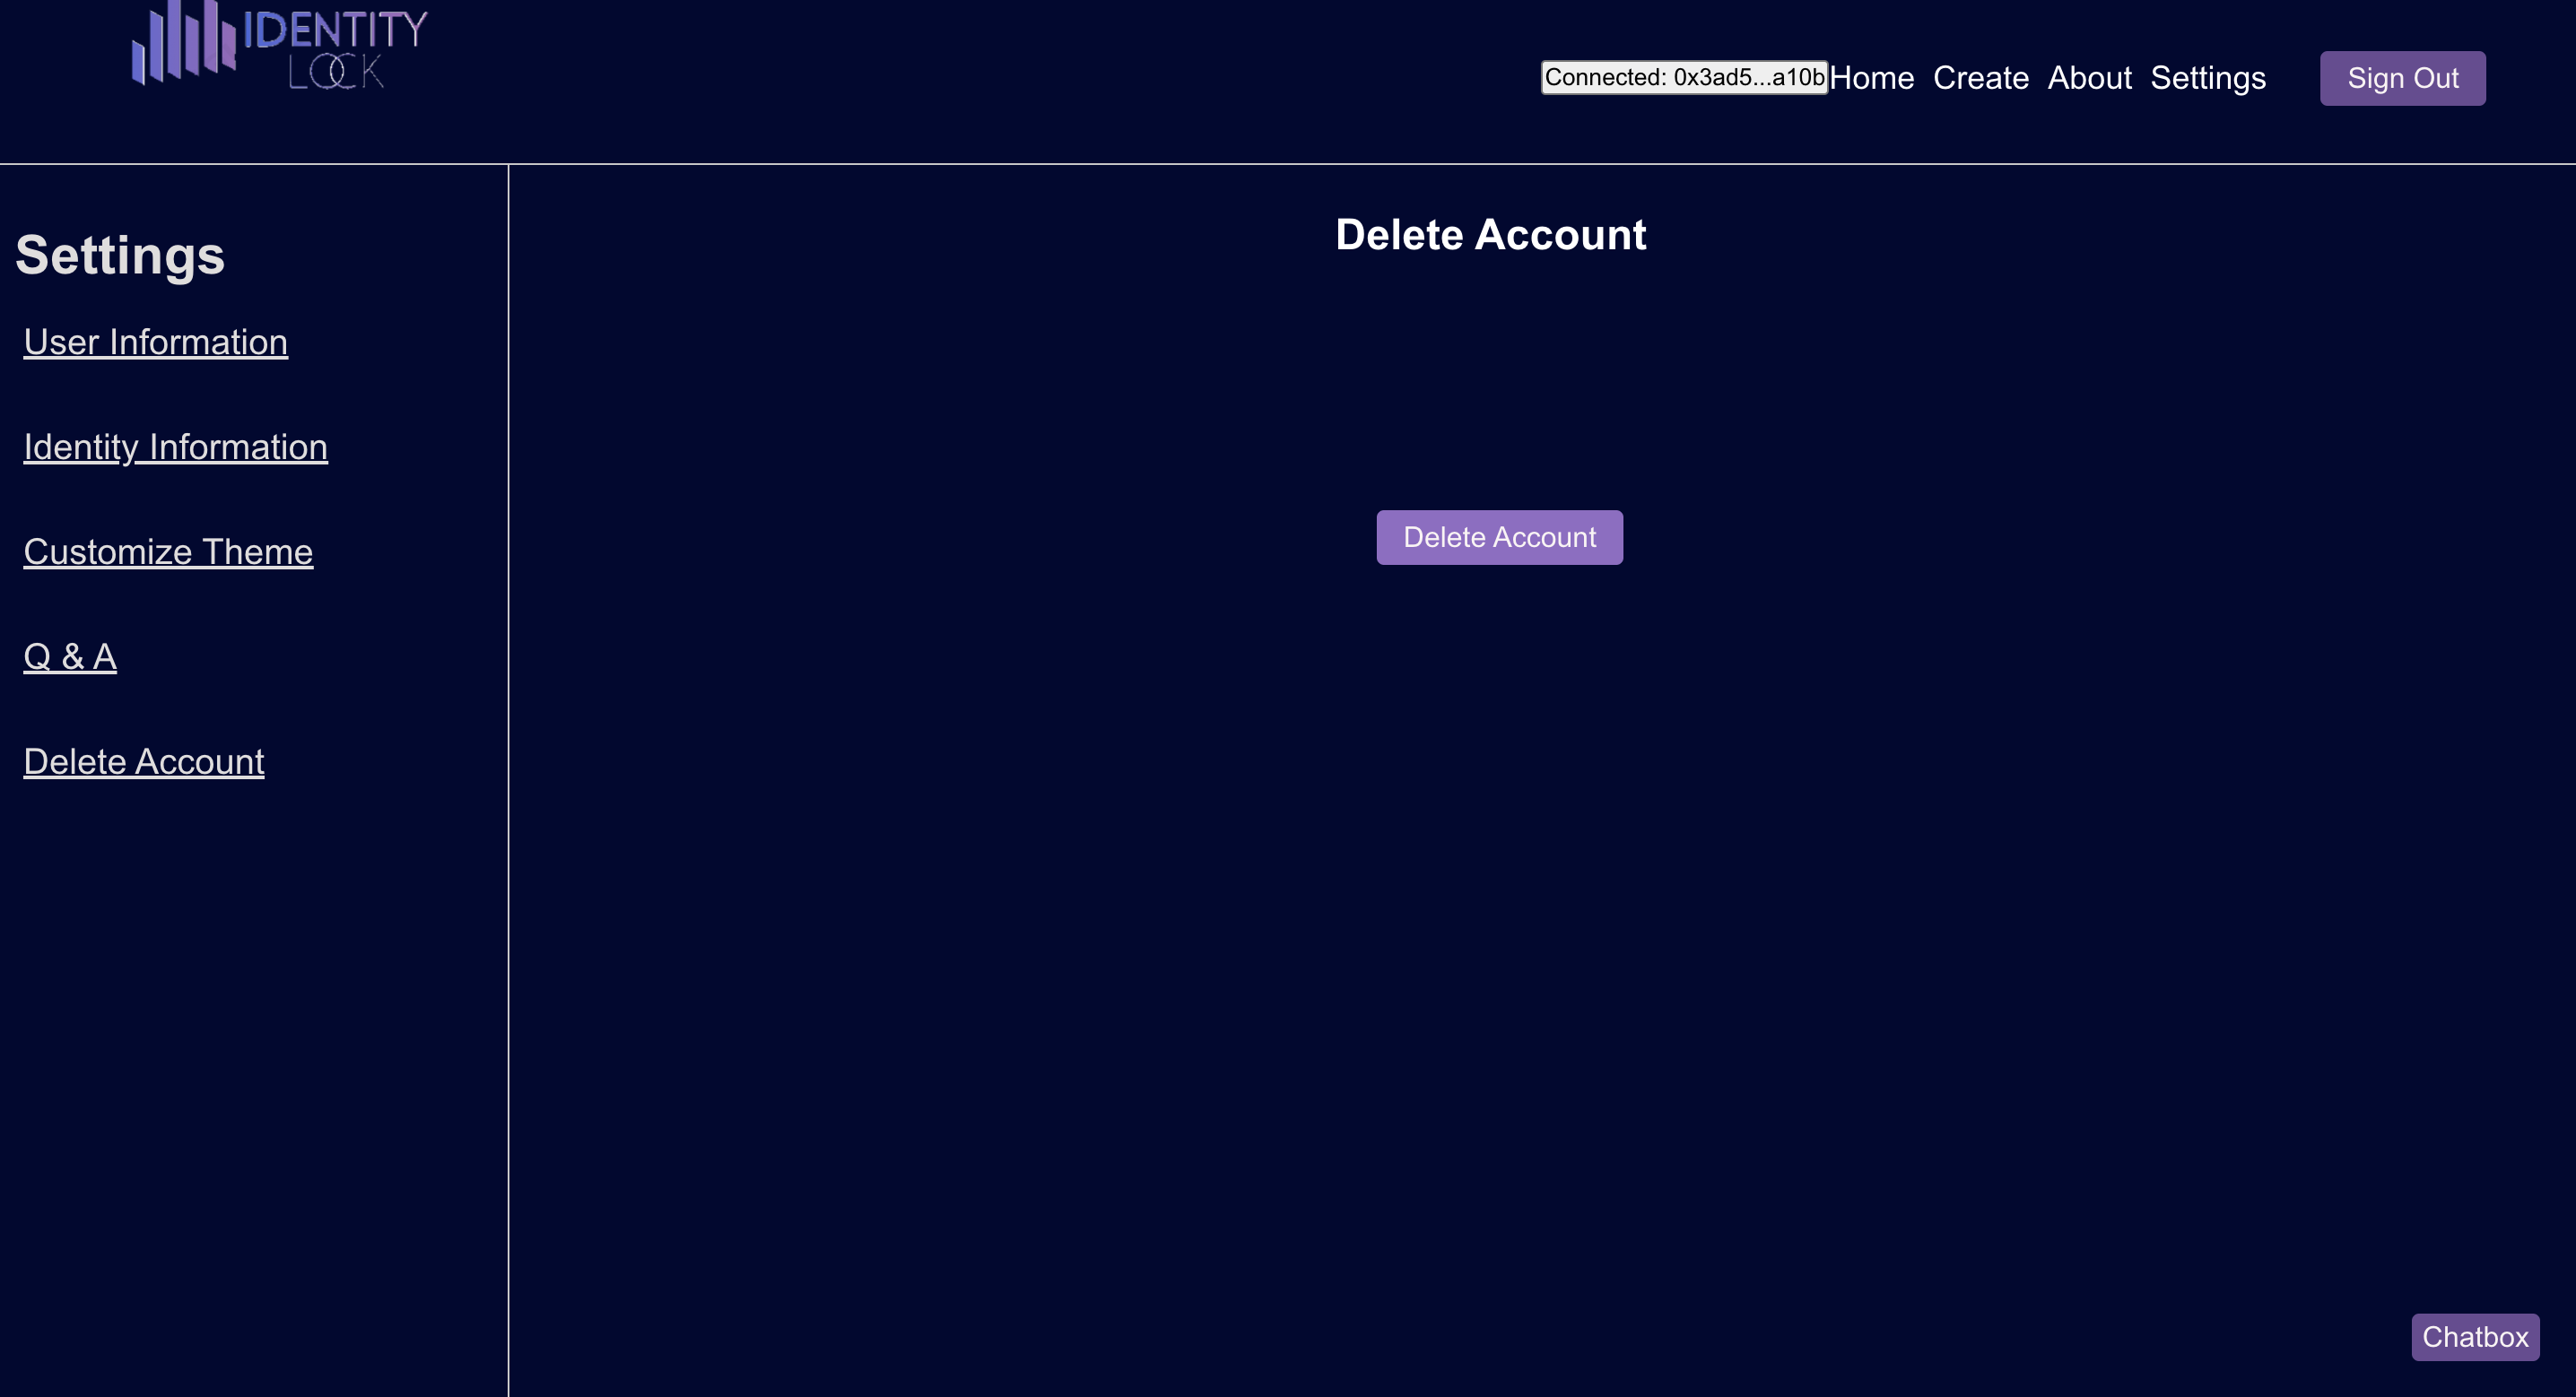 IDENTITY
LOCK
Connected: 0x3ad5...a10b Home Create About Settings Sign Out
Settings
User Information
Identity Information
Customize Theme
Q & A
Delete Account
Delete Account
Delete Account
Chatbox